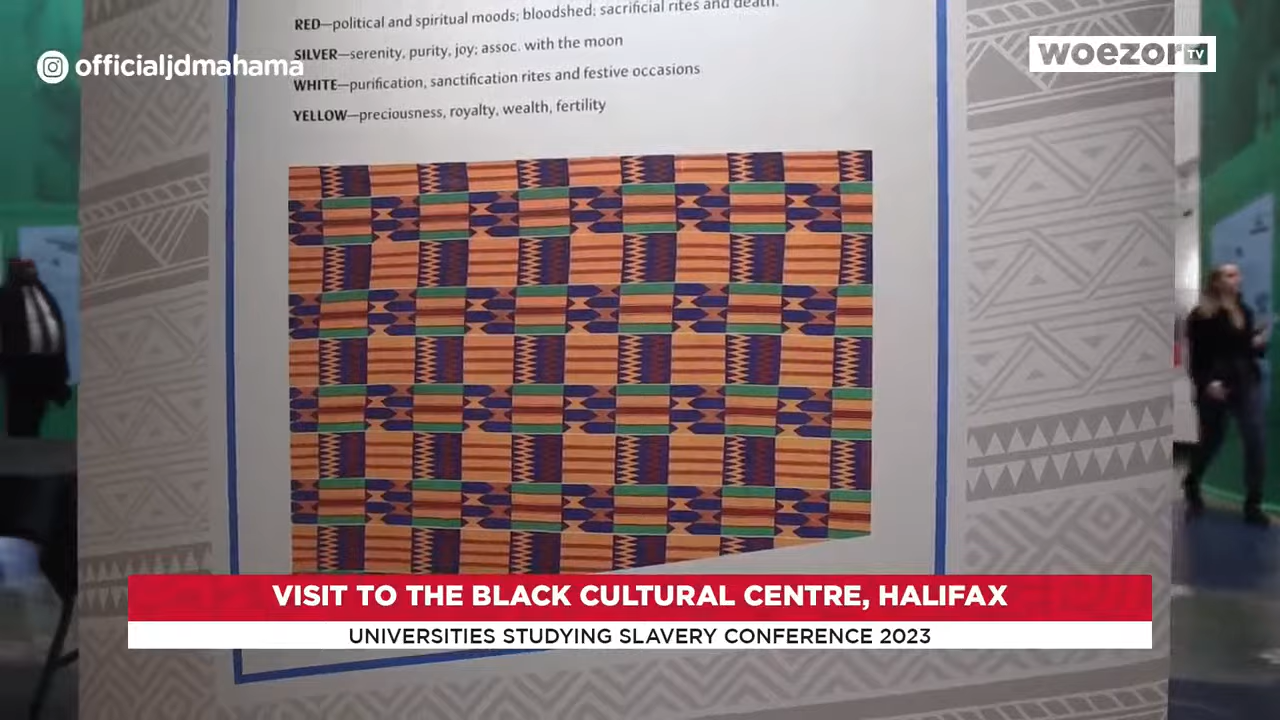 RED—political and spiritual moods; bloodshed; sacrificial rites and death.
officialjdmahama
woezor TV
SILVER—serenity, purity, joy; assoc. with the moon
WHITE—purification, sanctification rites and festive occasions
YELLOW—preciousness, royalty, wealth, fertility
VISIT TO THE BLACK CULTURAL CENTRE, HALIFAX
UNIVERSITIES STUDYING SLAVERY CONFERENCE 2023